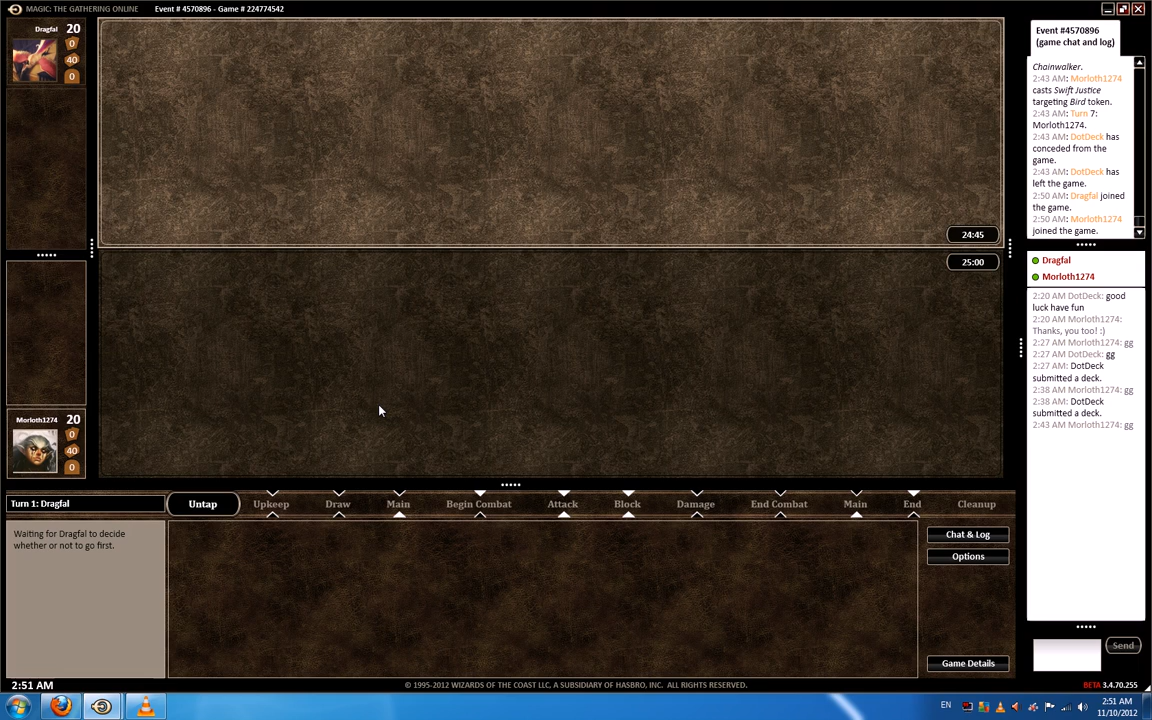 MAGIC: THE GATHERING ONLINE Event # 4570896 - Game # 224774542
Dragfal 20
0
40
0
24:45
25:00
Morloth1274 20
0
40
0
Event #4570896
(game chat and log)
Chainwalker.
2:43 AM: Morloth1274
casts Swift Justice
targeting Bird token.
2:43 AM: Turn 7:
Morloth1274.
2:43 AM: DotDeck has
conceded from the
game.
2:43 AM: DotDeck has
left the game.
2:50 AM: Dragfal joined
the game.
2:50 AM: Morloth1274
joined the game.
Dragfal
Morloth1274
2:20 AM DotDeck: good
luck have fun
2:20 AM Morloth1274:
Thanks, you too! :)
2:27 AM Morloth1274: gg
2:27 AM DotDeck: gg
2:27 AM: DotDeck
submitted a deck.
2:38 AM Morloth1274: gg
2:38 AM: DotDeck
submitted a deck.
2:43 AM Morloth1274: gg
Send
Turn 1: Dragfal
Untap Upkeep Draw Main Begin Combat Attack Block Damage End Combat Main End Cleanup
Waiting for Dragfal to decide
whether or not to go first.
Chat & Log
Options
Game Details
2:51 AM
© 1995-2012 WIZARDS OF THE COAST LLC, A SUBSIDIARY OF HASBRO, INC. ALL RIGHTS RESERVED.
BETA 3.4.70.255
EN
2:51 AM
11/10/2012